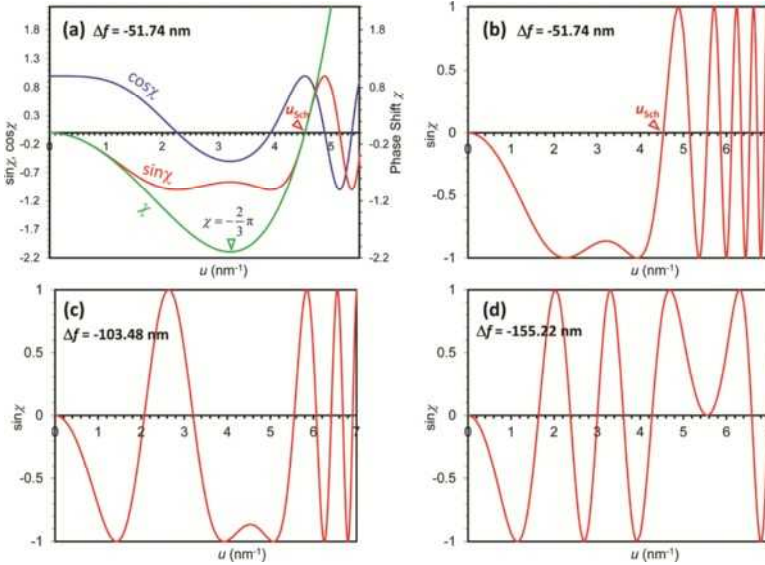 (a) Δf = -51.74 nm
2.2
1.8
1.3
0.8
0.3
-0.2
-0.7
-1.2
-1.7
-2.2
sinχ, cosχ
cosχ
sinχ
χ
u_Sch
χ = -2/3 π
1 2 3 4 5
1.8
0.8
-0.2
-1.2
-2.2
Phase Shift χ
u (nm⁻¹)
(b) Δf = -51.74 nm
1
0.5
0
-0.5
-1
sinχ
u_Sch
0 1 2 3 4 5 6
u (nm⁻¹)
(c)
Δf = -103.48 nm
1
0.5
0
-0.5
-1
sinχ
0 1 2 3 4 5 6 7
u (nm⁻¹)
(d)
Δf = -155.22 nm
1
0.5
0
-0.5
-1
sinχ
0 1 2 3 4 5 6
u (nm⁻¹)